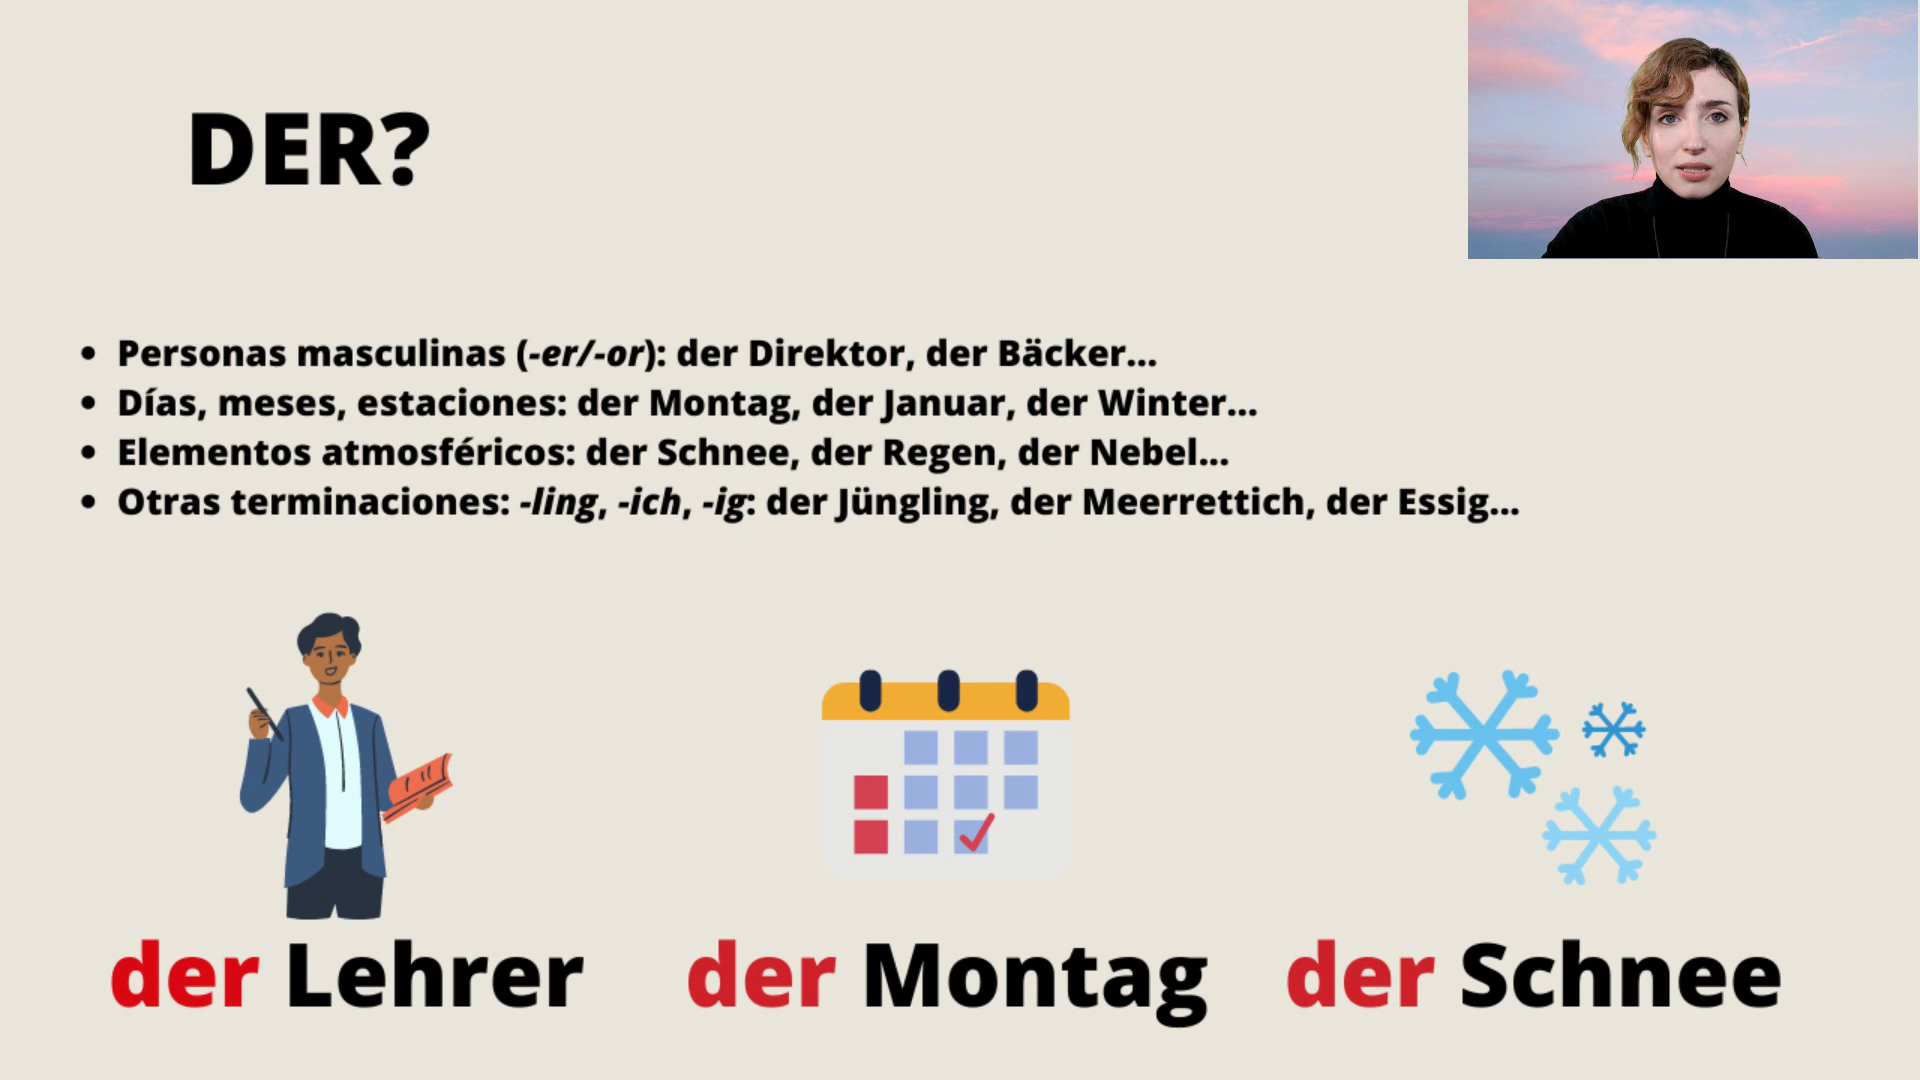 DER?
• Personas masculinas (-er/-or): der Direktor, der Bäcker...
• Días, meses, estaciones: der Montag, der Januar, der Winter...
• Elementos atmosféricos: der Schnee, der Regen, der Nebel...
• Otras terminaciones: -ling, -ich, -ig: der Jüngling, der Meerrettich, der Essig...
der Lehrer
der Montag
der Schnee